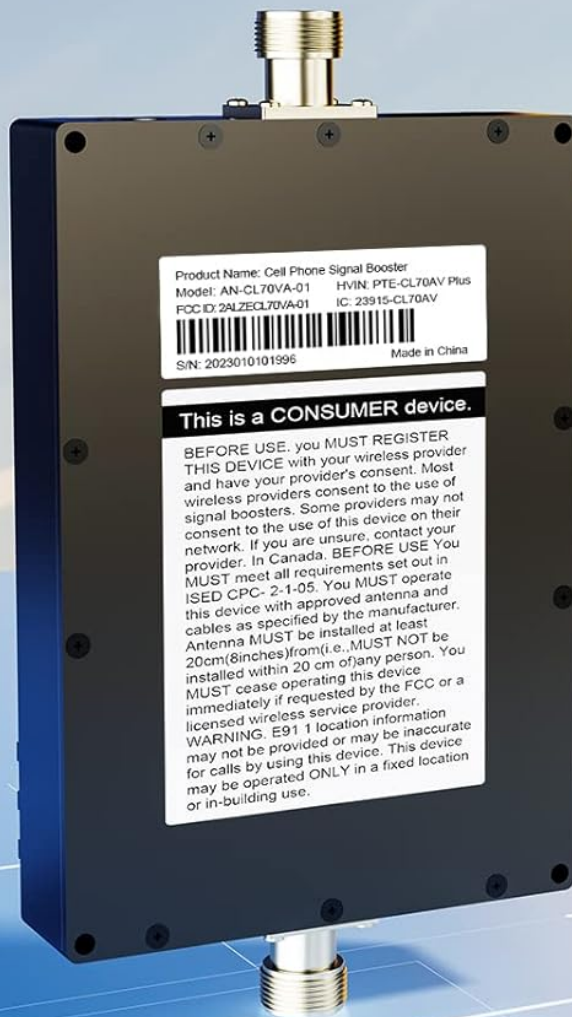 Product Name: Cell Phone Signal Booster
Model: AN-CL70VA-01 HVIN: PTE-CL70AV Plus
FCC ID: 2ALZECL70VA-01 IC: 23915-CL70AV
S/N: 2023010101996 Made in China
This is a CONSUMER device.
BEFORE USE. you MUST REGISTER
THIS DEVICE with your wireless provider
and have your provider's consent. Most
wireless providers consent to the use of
signal boosters. Some providers may not
consent to the use of this device on their
network. If you are unsure, contact your
provider. In Canada. BEFORE USE You
MUST meet all requirements set out in
ISED CPC- 2-1-05. You MUST operate
this device with approved antenna and
cables as specified by the manufacturer.
Antenna MUST be installed at least
20cm(8inches)from(i.e.,MUST NOT be
installed within 20 cm of)any person. You
MUST cease operating this device
immediately if requested by the FCC or a
licensed wireless service provider.
WARNING. E91 1 location information
may not be provided or may be inaccurate
for calls by using this device. This device
may be operated ONLY in a fixed location
or in-building use.